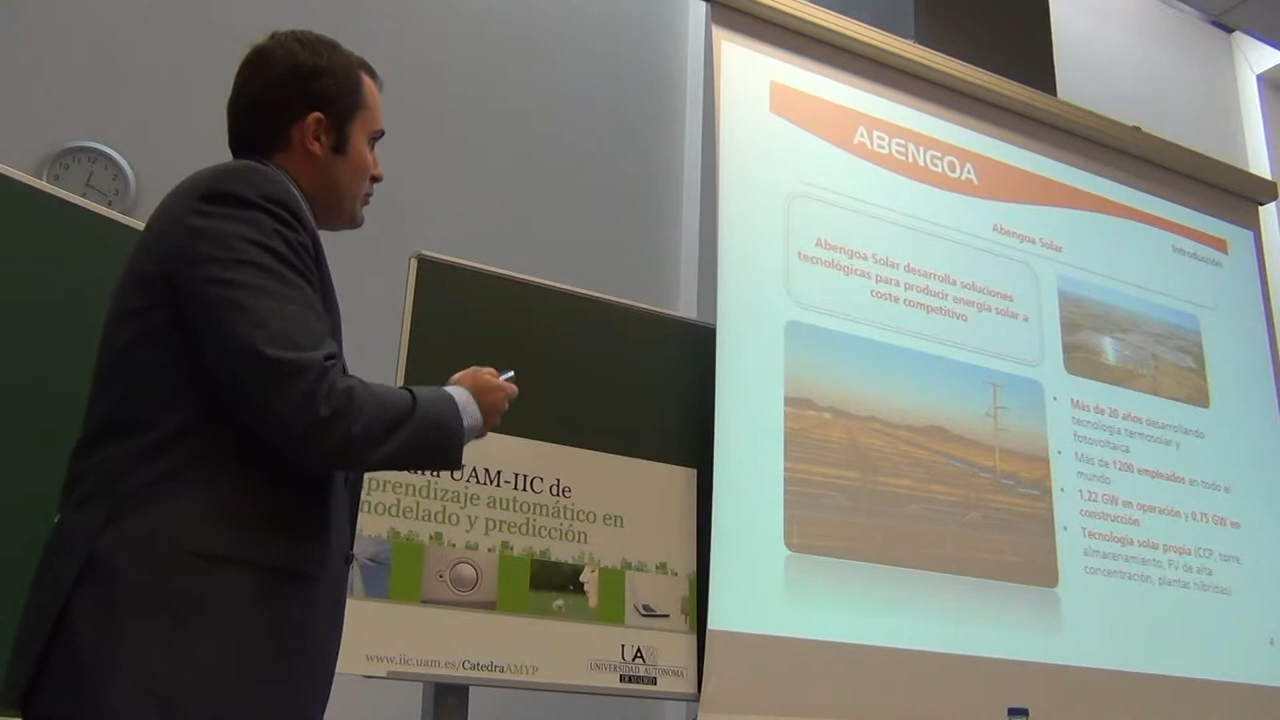 ABENGOA
Abengoa Solar
Introducción
Abengoa Solar desarrolla soluciones
tecnológicas para producir energía solar a
coste competitivo
Más de 20 años desarrollando
tecnología termosolar y
fotovoltaica
Más de 1200 empleados en todo el
mundo
1,22 GW en operación y 0,75 GW en
construcción
Tecnología solar propia (CCP, torre,
almacenamiento, PV de alta
concentración, plantas híbridas)
UAM-IIC de
prendizaje automático en
modelado y predicción
www.iic.uam.es/CatedraAMYP
UAM
UNIVERSIDAD AUTONOMA
DE MADRID